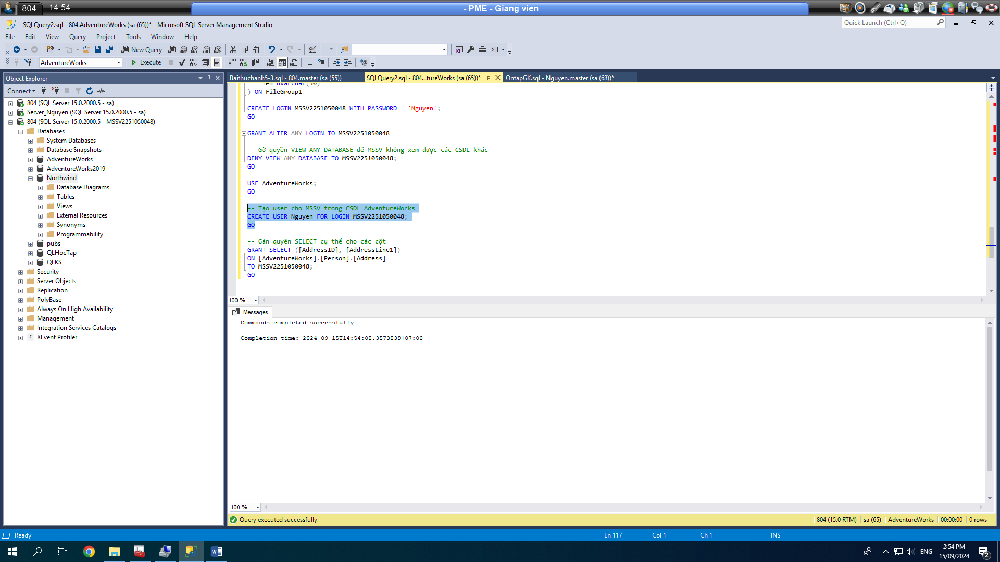 804
14:54
- PME - Giang vien
SQLQuery2.sql - 804.AdventureWorks (sa (65))* - Microsoft SQL Server Management Studio
Quick Launch (Ctrl+Q)
File Edit View Query Project Tools Window Help
New Query
MDX DMX XMLA DAX
AdventureWorks
Execute
Object Explorer
Connect
804 (SQL Server 15.0.2000.5 - sa)
Server_Nguyen (SQL Server 15.0.2000.5 - sa)
804 (SQL Server 15.0.2000.5 - MSSV2251050048)
Databases
System Databases
Database Snapshots
AdventureWorks
AdventureWorks2019
Northwind
Database Diagrams
Tables
Views
External Resources
Synonyms
Programmability
pubs
QLHocTap
QLKS
Security
Server Objects
Replication
PolyBase
Always On High Availability
Management
Integration Services Catalogs
XEvent Profiler
Baithuchanh5-3.sql - 804.master (sa (55))
SQLQuery2.sql - 804...tureWorks (sa (65))*
OntapGK.sql - Nguyen.master (sa (68))*
Ten nvarchar(50)
) ON FileGroup1
CREATE LOGIN MSSV2251050048 WITH PASSWORD = 'Nguyen';
GO
GRANT ALTER ANY LOGIN TO MSSV2251050048
-- Gỡ quyền VIEW ANY DATABASE để MSSV không xem được các CSDL khác
DENY VIEW ANY DATABASE TO MSSV2251050048;
GO
USE AdventureWorks;
GO
-- Tạo user cho MSSV trong CSDL AdventureWorks
CREATE USER Nguyen FOR LOGIN MSSV2251050048;
GO
-- Gán quyền SELECT cụ thể cho các cột
GRANT SELECT ([AddressID], [AddressLine1])
ON [AdventureWorks].[Person].[Address]
TO MSSV2251050048;
GO
100 %
Messages
Commands completed successfully.
Completion time: 2024-09-15T14:54:08.3573839+07:00
100 %
Query executed successfully.
804 (15.0 RTM) sa (65) AdventureWorks 00:00:00 0 rows
Ready
Ln 117 Col 1 Ch 1 INS
ENG
2:54 PM
15/09/2024
2